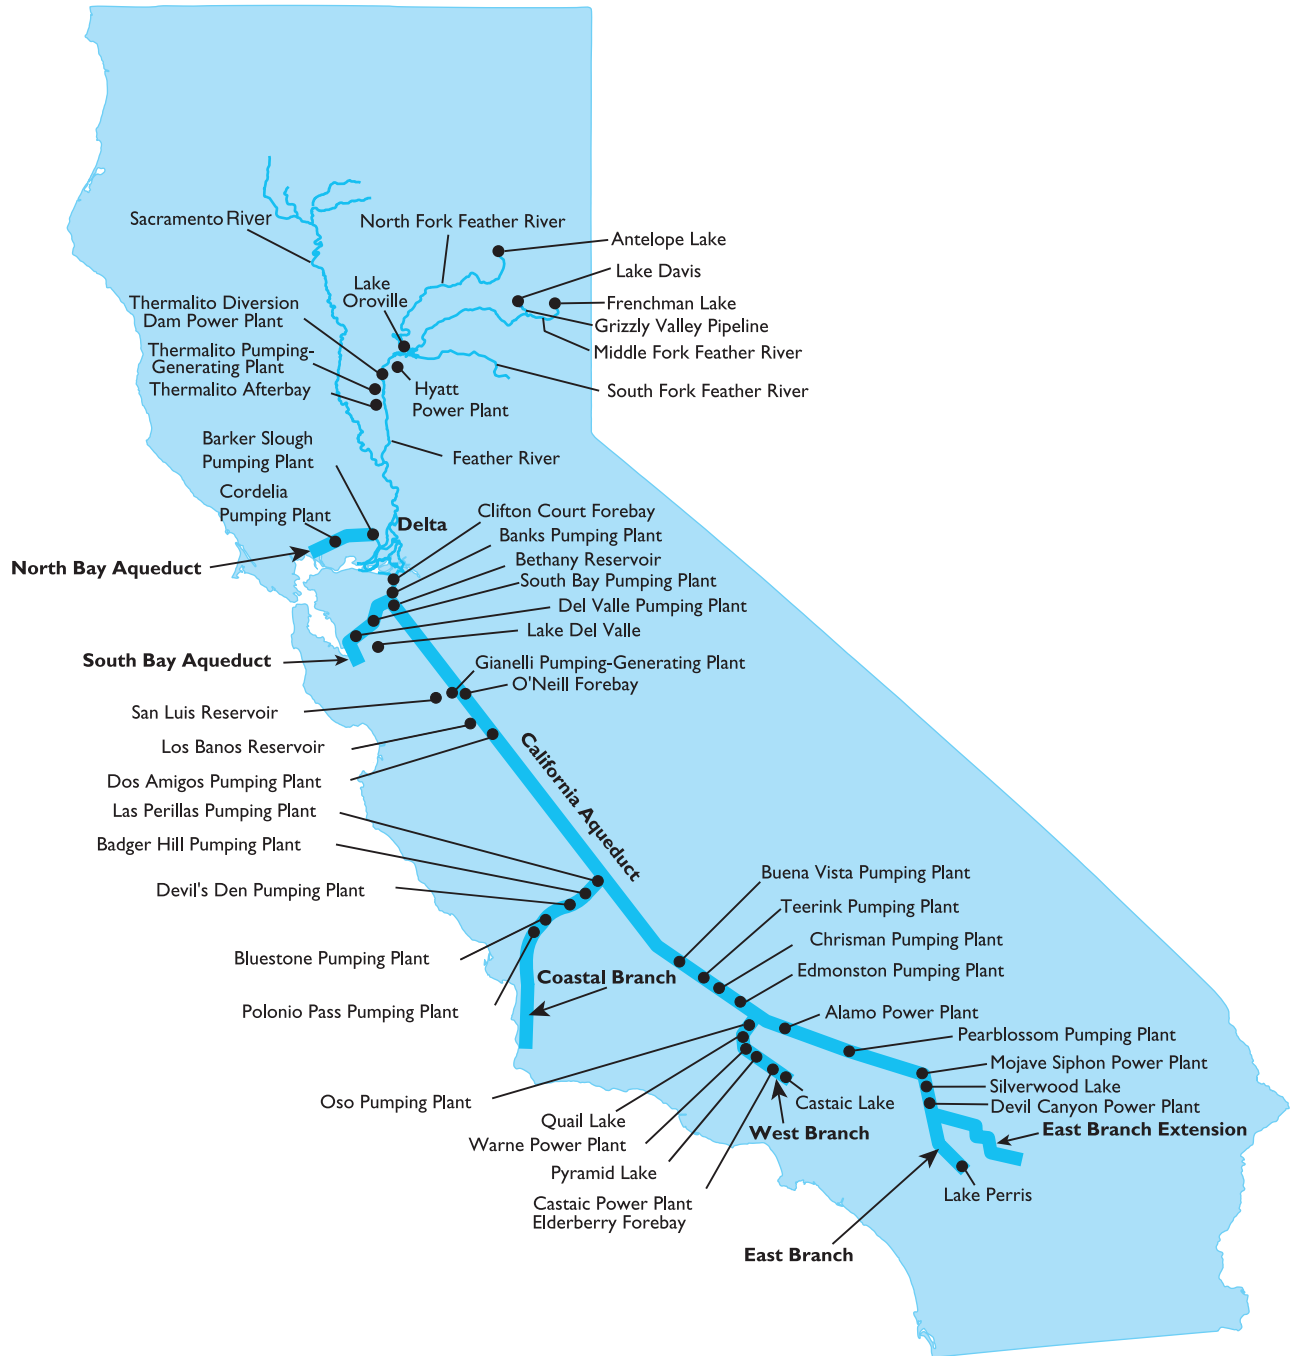 Sacramento River
North Fork Feather River
Antelope Lake
Lake Davis
Lake
Oroville
Frenchman Lake
Thermalito Diversion
Dam Power Plant
Grizzly Valley Pipeline
Middle Fork Feather River
Thermalito Pumping-
Generating Plant
Thermalito Afterbay
Hyatt
Power Plant
South Fork Feather River
Barker Slough
Pumping Plant
Feather River
Cordelia
Pumping Plant
Delta
Clifton Court Forebay
Banks Pumping Plant
Bethany Reservoir
North Bay Aqueduct
South Bay Pumping Plant
Del Valle Pumping Plant
Lake Del Valle
South Bay Aqueduct
Gianelli Pumping-Generating Plant
O'Neill Forebay
San Luis Reservoir
Los Banos Reservoir
Dos Amigos Pumping Plant
California Aqueduct
Las Perillas Pumping Plant
Badger Hill Pumping Plant
Devil's Den Pumping Plant
Buena Vista Pumping Plant
Teerink Pumping Plant
Chrisman Pumping Plant
Bluestone Pumping Plant
Edmonston Pumping Plant
Coastal Branch
Polonio Pass Pumping Plant
Alamo Power Plant
Pearblossom Pumping Plant
Mojave Siphon Power Plant
Silverwood Lake
Oso Pumping Plant
Castaic Lake
Devil Canyon Power Plant
Quail Lake
West Branch
East Branch Extension
Warne Power Plant
Pyramid Lake
Lake Perris
Castaic Power Plant
Elderberry Forebay
East Branch